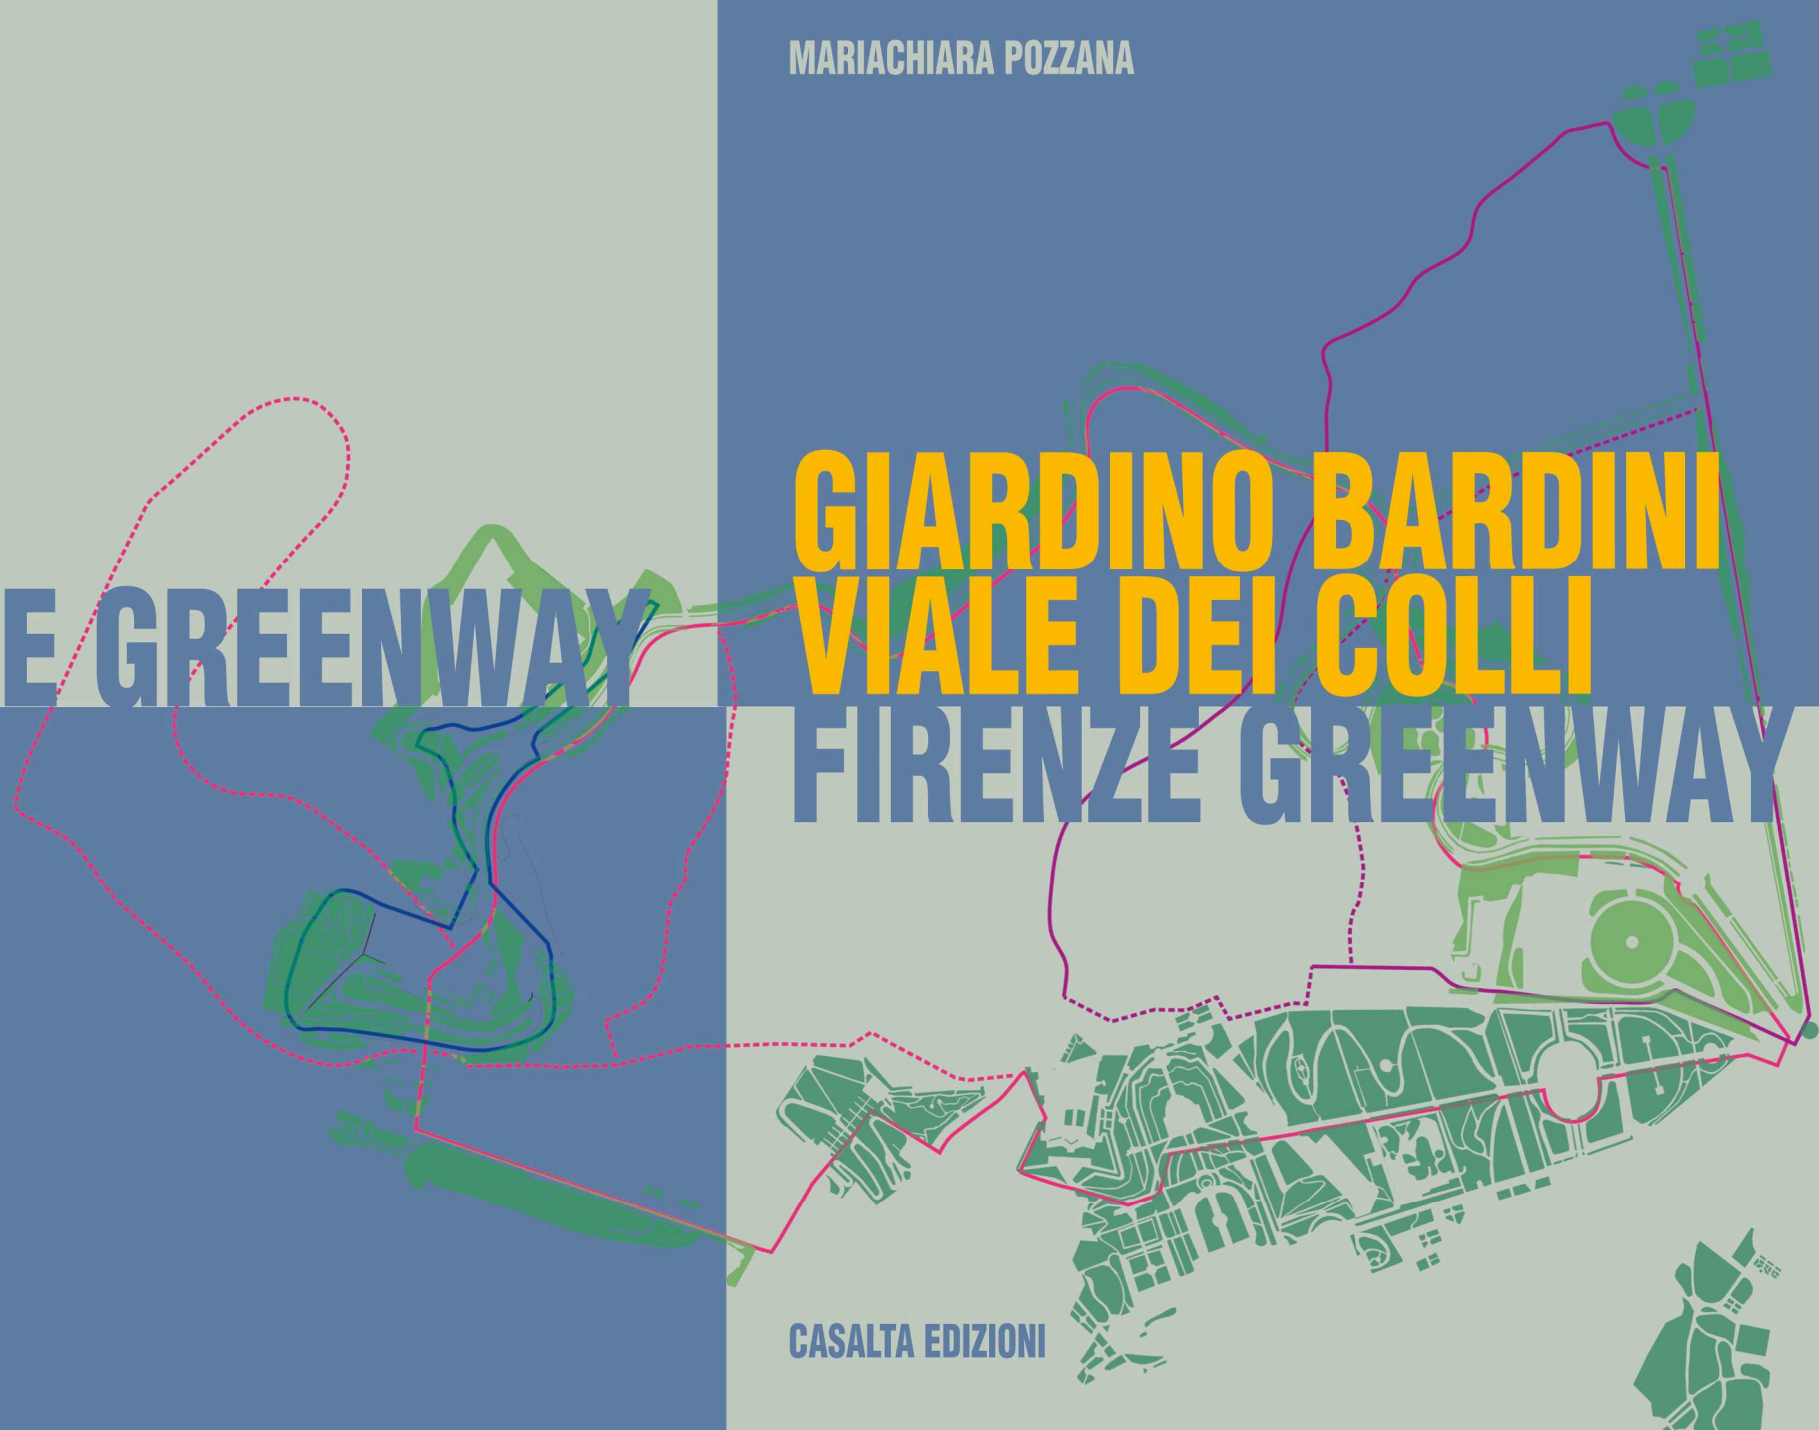 MARIACHIARA POZZANA
GIARDINO BARDINI
VIALE DEI COLLI
FIRENZE GREENWAY
E GREENWAY
CASALTA EDIZIONI